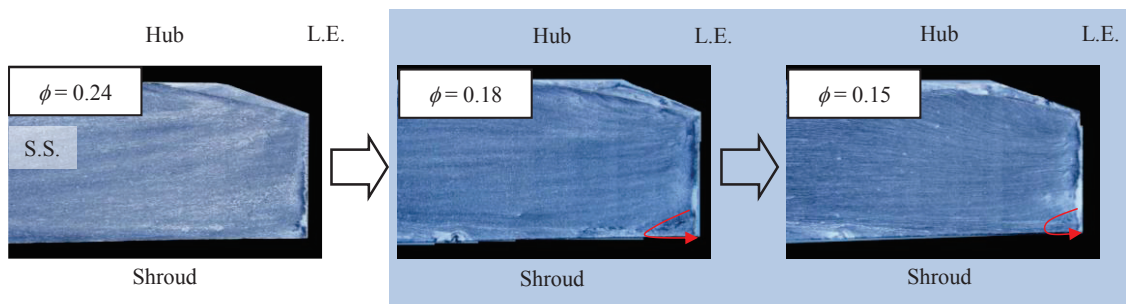 Hub L.E. Hub L.E. Hub L.E.
ϕ = 0.24 ϕ = 0.18 ϕ = 0.15
S.S.
Shroud Shroud Shroud